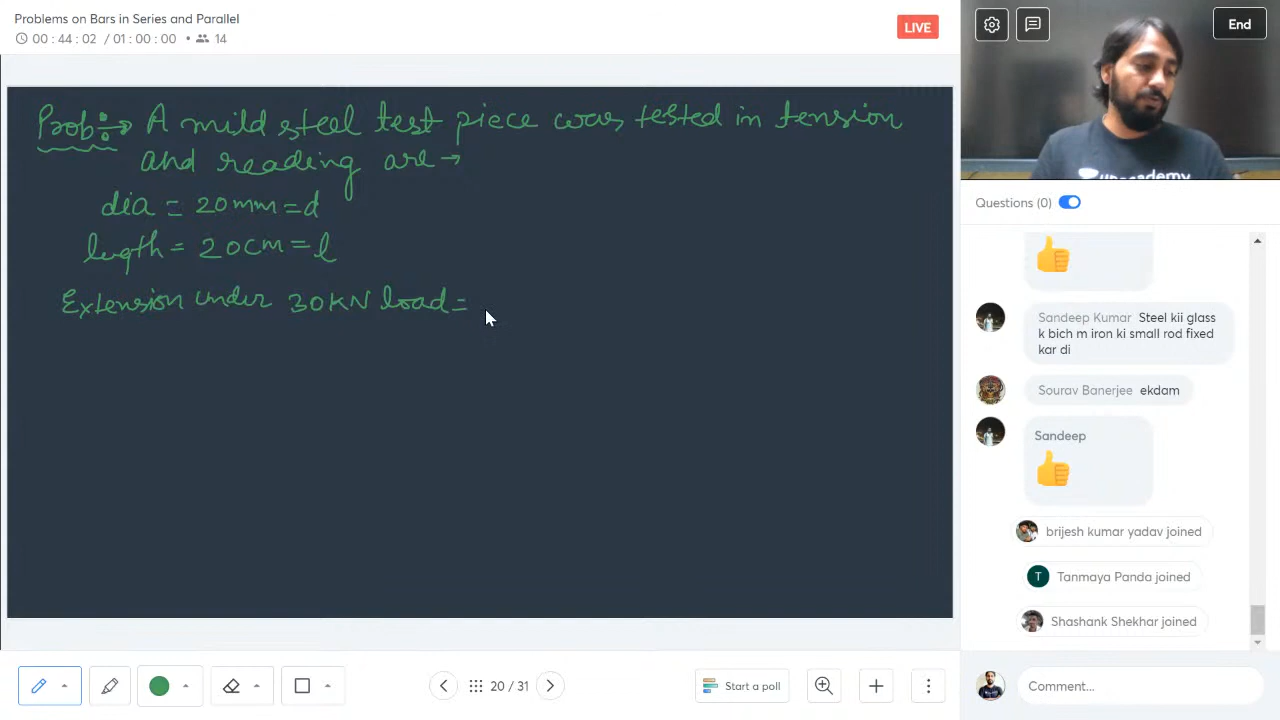 Problems on Bars in Series and Parallel
00 : 44 : 02 / 01 : 00 : 00 • 14
LIVE
End
Prob:→ A mild steel test piece was tested in tension
and reading are →
dia = 20mm = d
length = 20cm = l
Extension under 30KN load =
Questions (0)
Sandeep Kumar Steel kii glass
k bich m iron ki small rod fixed
kar di
Sourav Banerjee ekdam
Sandeep
brijesh kumar yadav joined
T Tanmaya Panda joined
Shashank Shekhar joined
20 / 31
Start a poll
Comment...